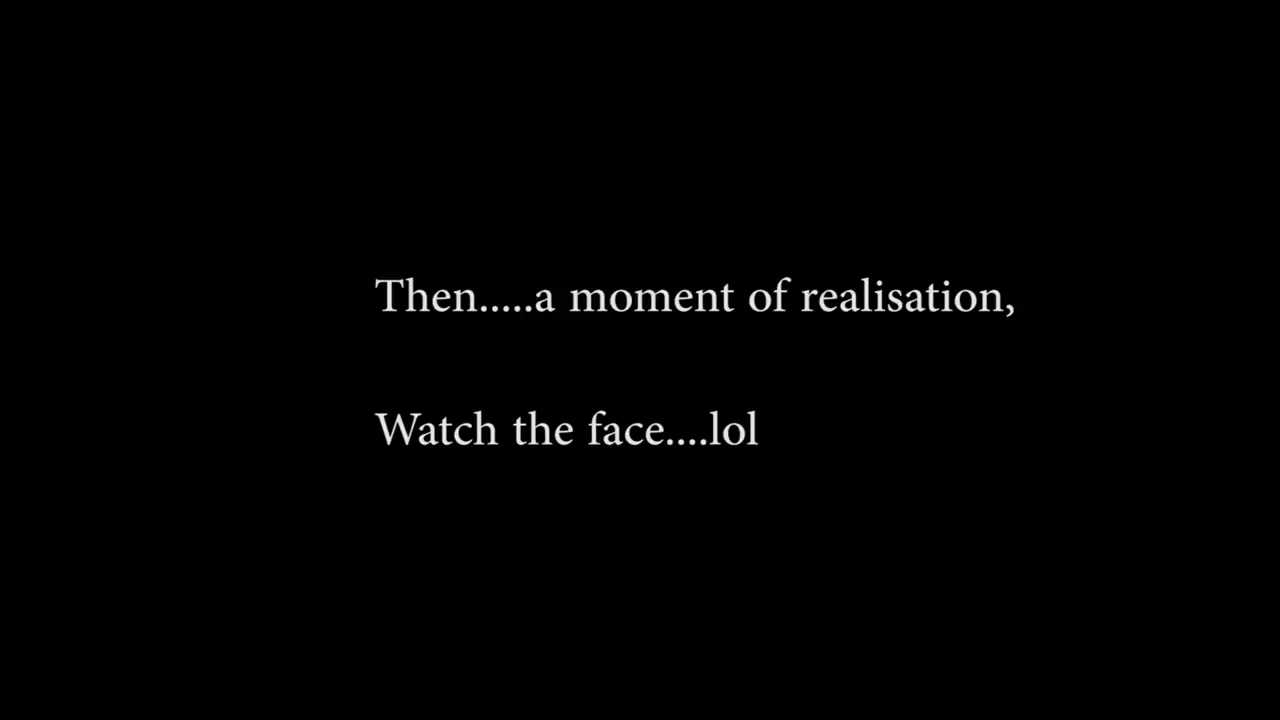 Then.....a moment of realisation,
Watch the face....lol